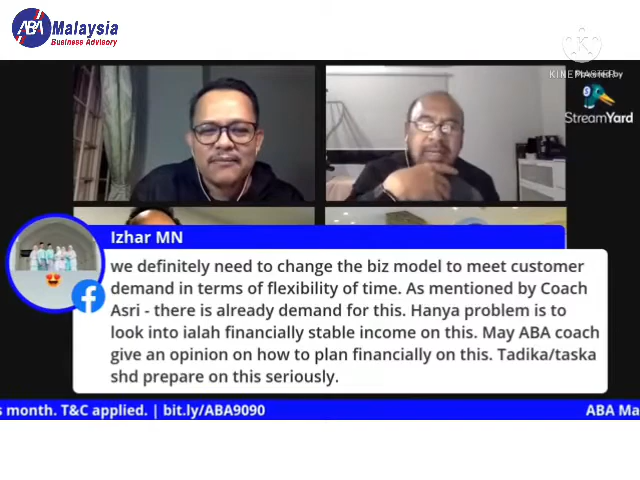 ABA
Malaysia
Business Advisory
KINEMASTER
Powered by
StreamYard
Izhar MN
we definitely need to change the biz model to meet customer
demand in terms of flexibility of time. As mentioned by Coach
Asri - there is already demand for this. Hanya problem is to
look into ialah financially stable income on this. May ABA coach
give an opinion on how to plan financially on this. Tadika/taska
shd prepare on this seriously.
s month. T&C applied. | bit.ly/ABA9090
ABA Ma